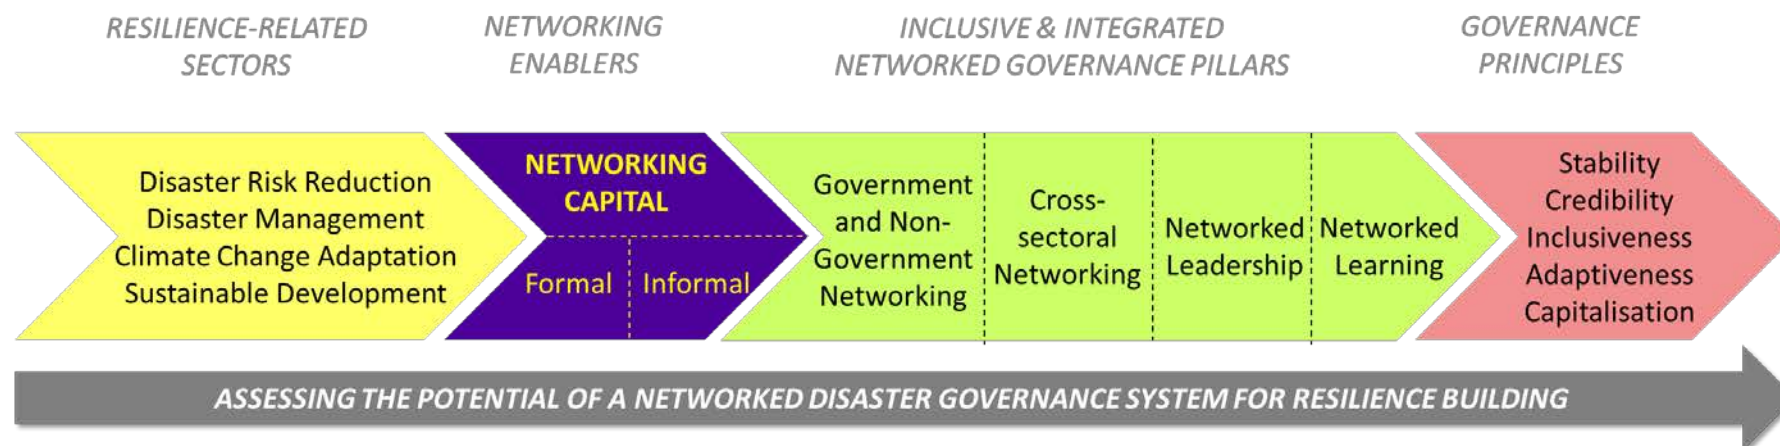 RESILIENCE-RELATED
SECTORS
NETWORKING
ENABLERS
INCLUSIVE & INTEGRATED
NETWORKED GOVERNANCE PILLARS
GOVERNANCE
PRINCIPLES
Disaster Risk Reduction
Disaster Management
Climate Change Adaptation
Sustainable Development
NETWORKING
CAPITAL
Formal
Informal
Government
and Non-
Government
Networking
Cross-
sectoral
Networking
Networked
Leadership
Networked
Learning
Stability
Credibility
Inclusiveness
Adaptiveness
Capitalisation
ASSESSING THE POTENTIAL OF A NETWORKED DISASTER GOVERNANCE SYSTEM FOR RESILIENCE BUILDING